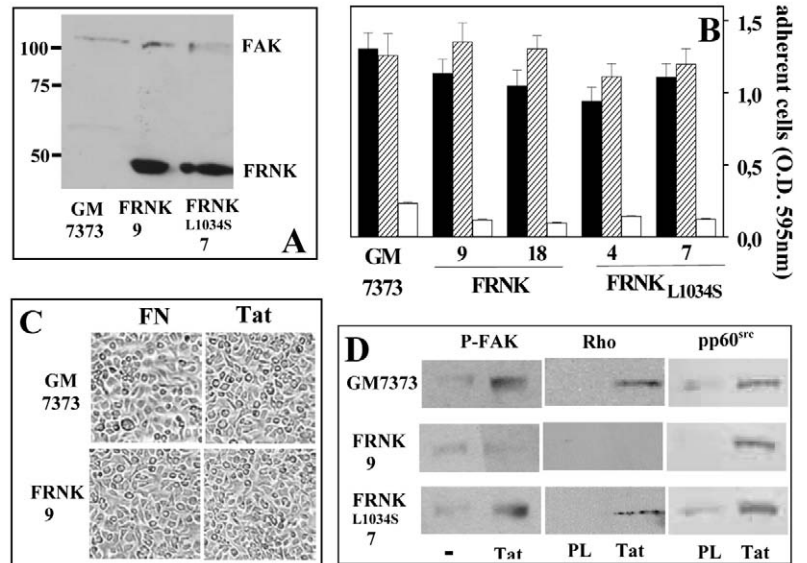 100
75
50
FAK
FRNK
GM
7373
FRNK
9
FRNK
L1034S
7
A
B
1,5
1,0
0,5
0,0
adherent cells (O.D. 595nm)
GM
7373
9 18
FRNK
4 7
FRNK L1034S
C
FN Tat
GM
7373
FRNK
9
D
P-FAK Rho pp60src
GM7373
FRNK
9
FRNK
L1034S
7
- Tat PL Tat PL Tat